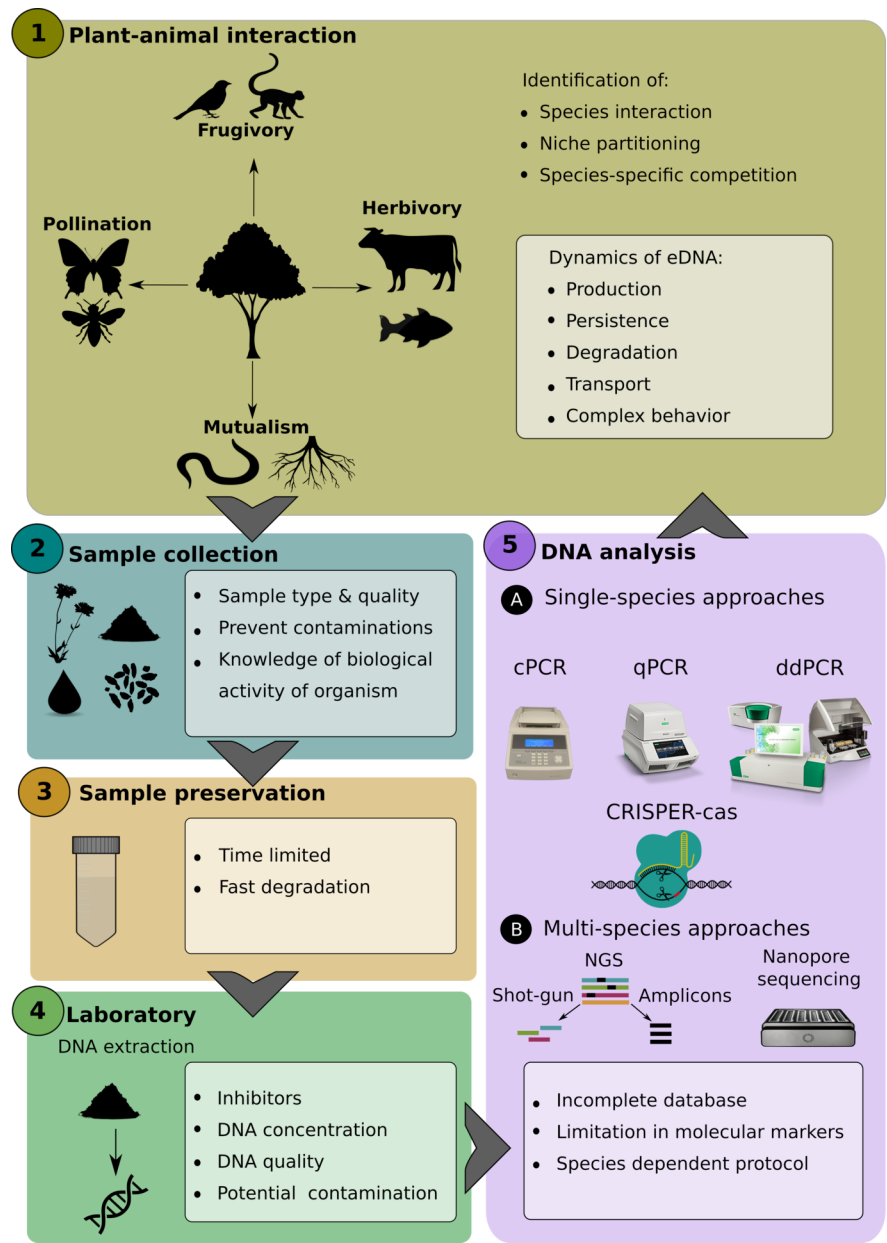 1
Plant-animal interaction
Frugivory
Pollination
Herbivory
Mutualism
Identification of:
• Species interaction
• Niche partitioning
• Species-specific competition
Dynamics of eDNA:
• Production
• Persistence
• Degradation
• Transport
• Complex behavior
2
Sample collection
• Sample type & quality
• Prevent contaminations
• Knowledge of biological
activity of organism
3
Sample preservation
• Time limited
• Fast degradation
4
Laboratory
DNA extraction
• Inhibitors
• DNA concentration
• DNA quality
• Potential contamination
5
DNA analysis
A Single-species approaches
cPCR
qPCR
ddPCR
CRISPER-cas
B Multi-species approaches
NGS
Shot-gun
Amplicons
Nanopore
sequencing
• Incomplete database
• Limitation in molecular markers
• Species dependent protocol